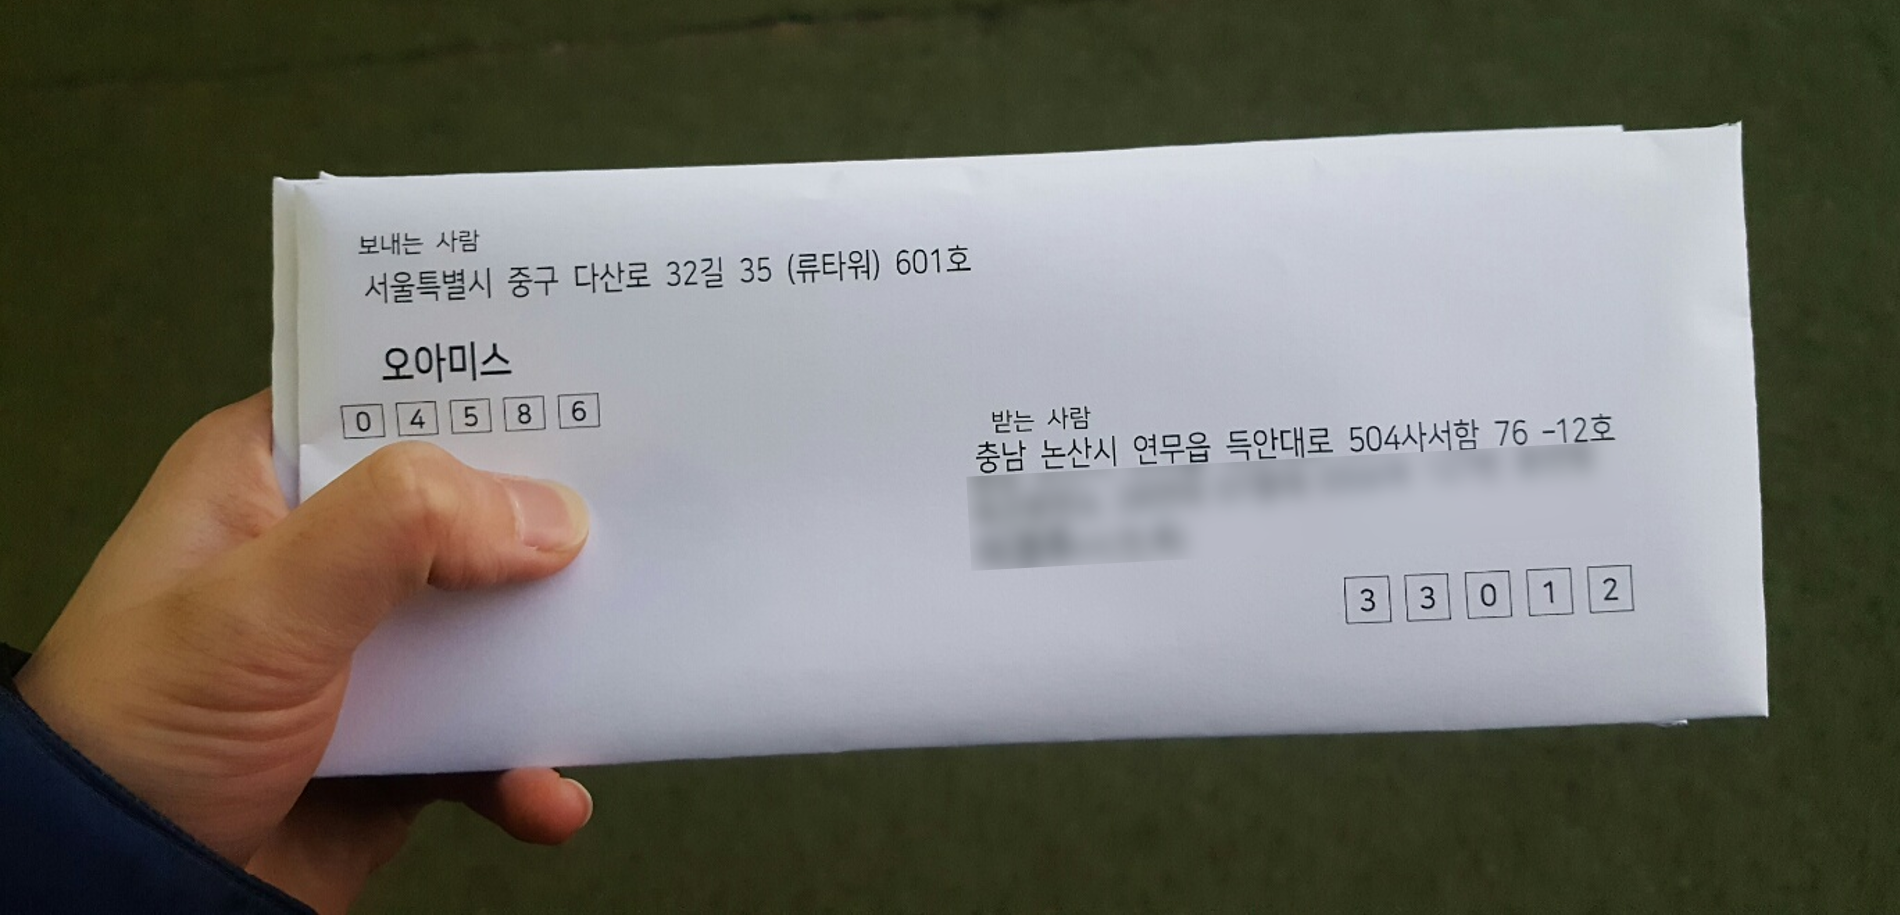 보내는 사람
서울특별시 중구 다산로 32길 35 (류타워) 601호
오아미스
0 4 5 8 6
받는 사람
충남 논산시 연무읍 득안대로 504사서함 76 -12호
3 3 0 1 2